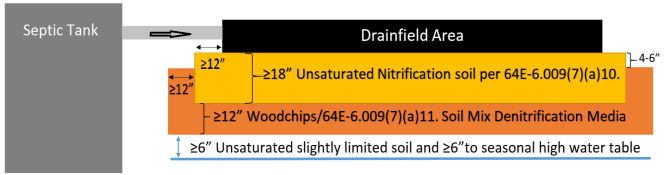 Septic Tank
Drainfield Area
≥12”
4-6”
≥18” Unsaturated Nitrification soil per 64E-6.009(7)(a)10.
≥12”
≥12” Woodchips/64E-6.009(7)(a)11. Soil Mix Denitrification Media
≥6” Unsaturated slightly limited soil and ≥6”to seasonal high water table